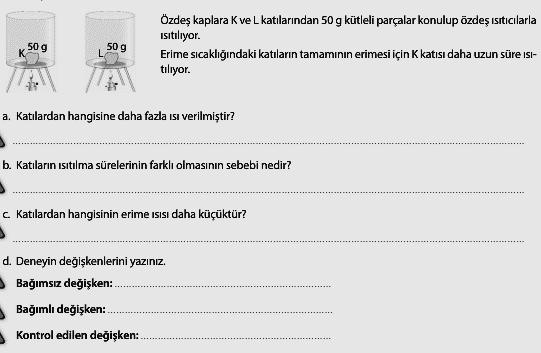 50 g
K
50 g
L
Özdeş kaplara K ve L katılarından 50 g kütleli parçalar konulup özdeş ısıtıcılarla
ısıtılıyor.
Erime sıcaklığındaki katıların tamamının erimesi için K katısı daha uzun süre ısı-
tılıyor.
a. Katılardan hangisine daha fazla ısı verilmiştir?
b. Katıların ısıtılma sürelerinin farklı olmasının sebebi nedir?
c. Katılardan hangisinin erime ısısı daha küçüktür?
d. Deneyin değişkenlerini yazınız.
Bağımsız değişken:
Bağımlı değişken:
Kontrol edilen değişken: